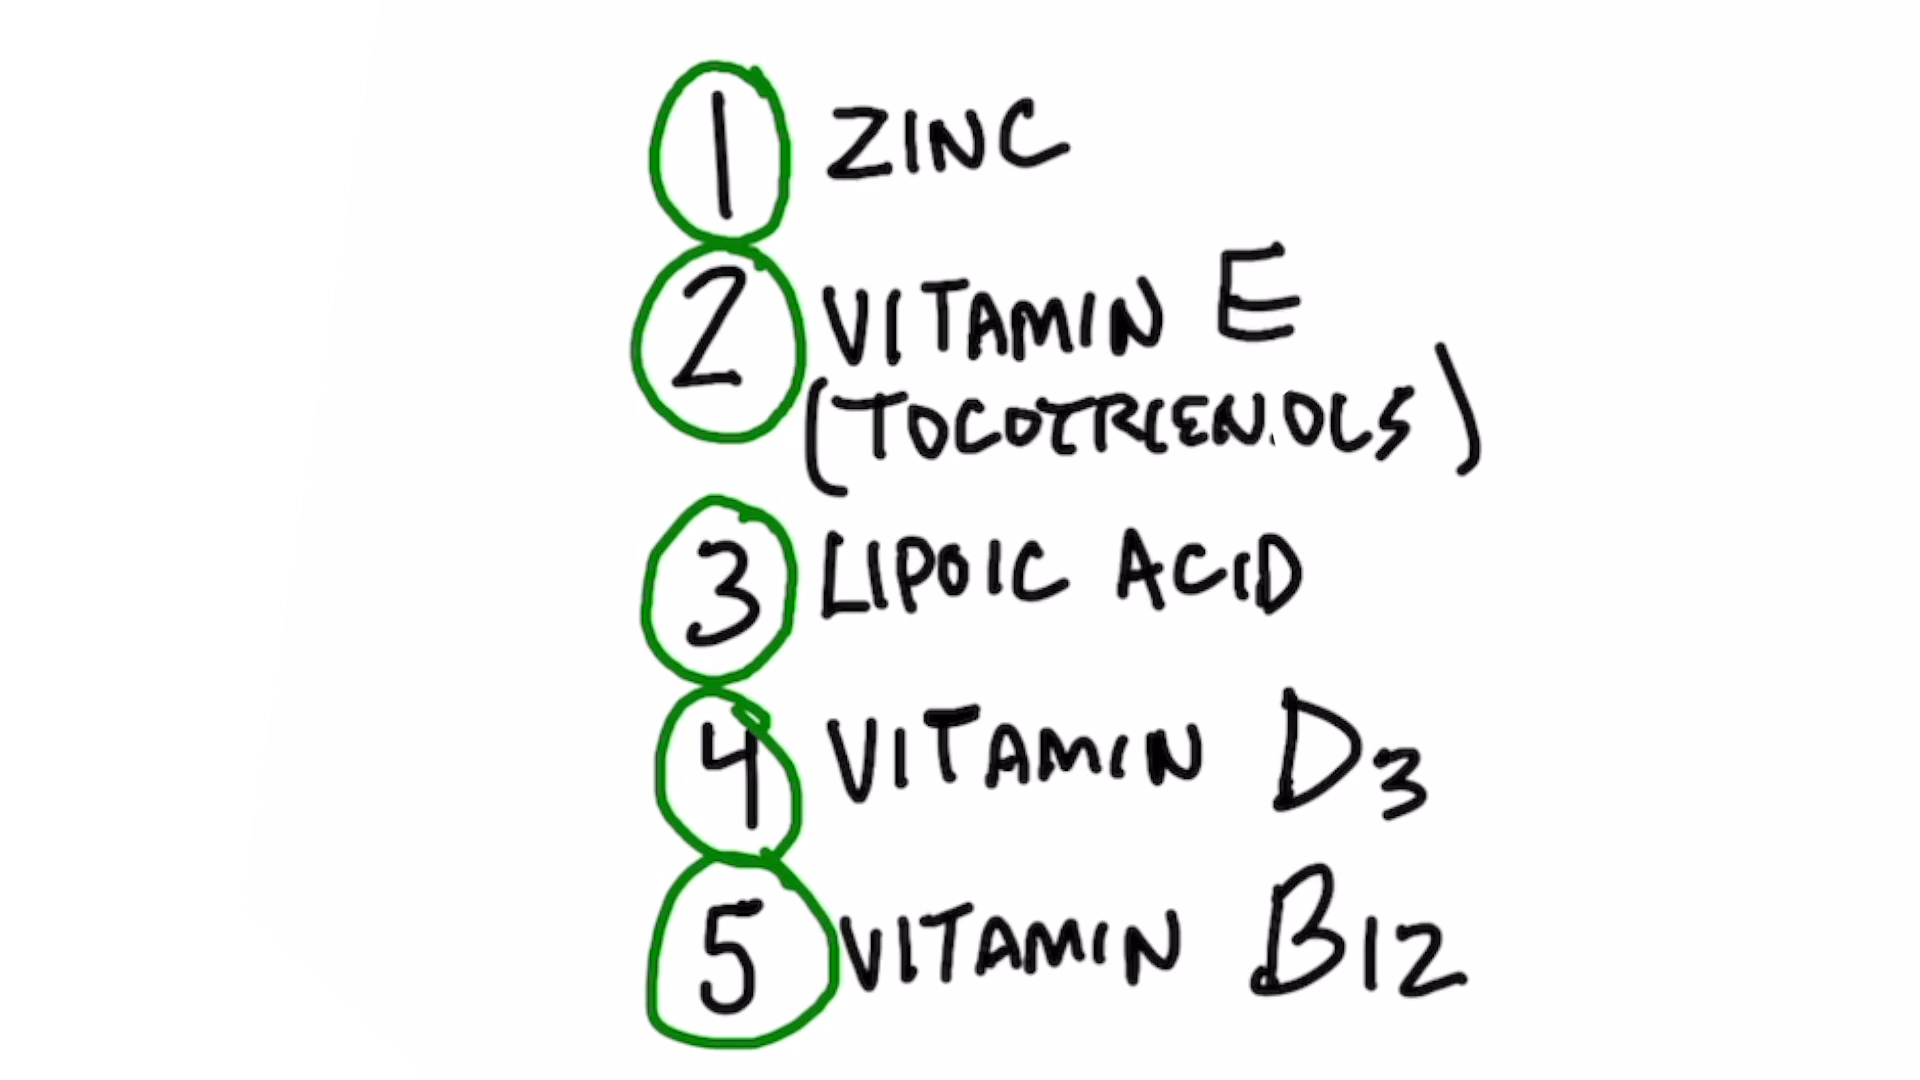 1 ZINC
2 VITAMIN E
(TOCOTRIENOLS)
3 LIPOIC ACID
4 VITAMIN D3
5 VITAMIN B12